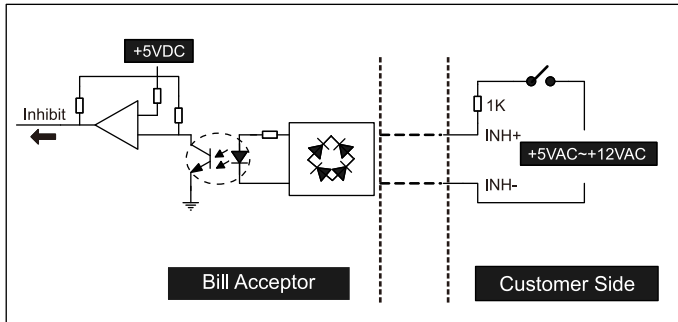 +5VDC
Inhibit
1K
INH+
+5VAC~+12VAC
INH-
Bill Acceptor
Customer Side